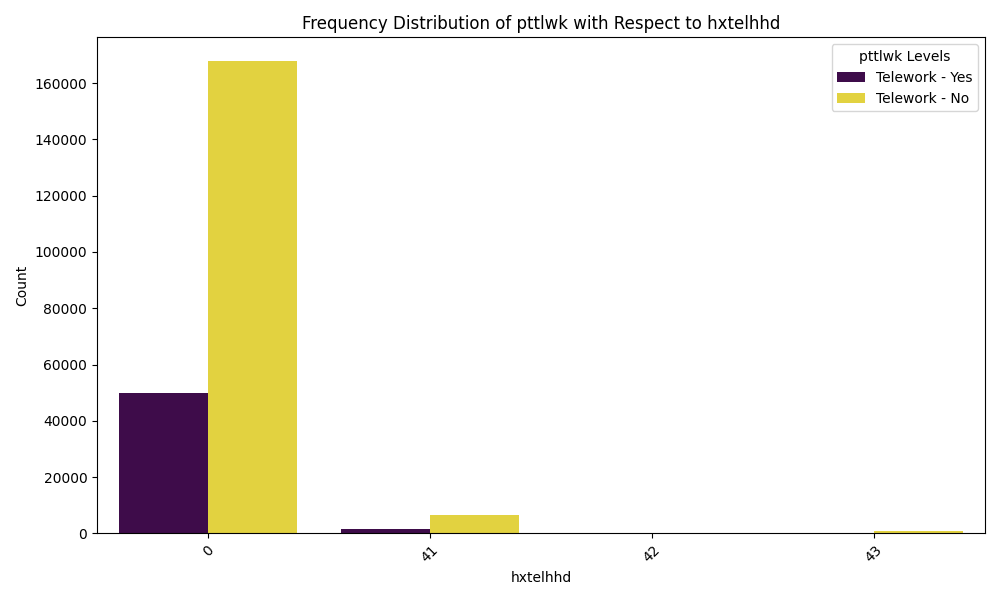 Frequency Distribution of pttlwk with Respect to hxtelhhd
pttlwk Levels
Telework - Yes
Telework - No
160000
140000
120000
100000
80000
60000
40000
20000
0
Count
0
41
42
43
hxtelhhd